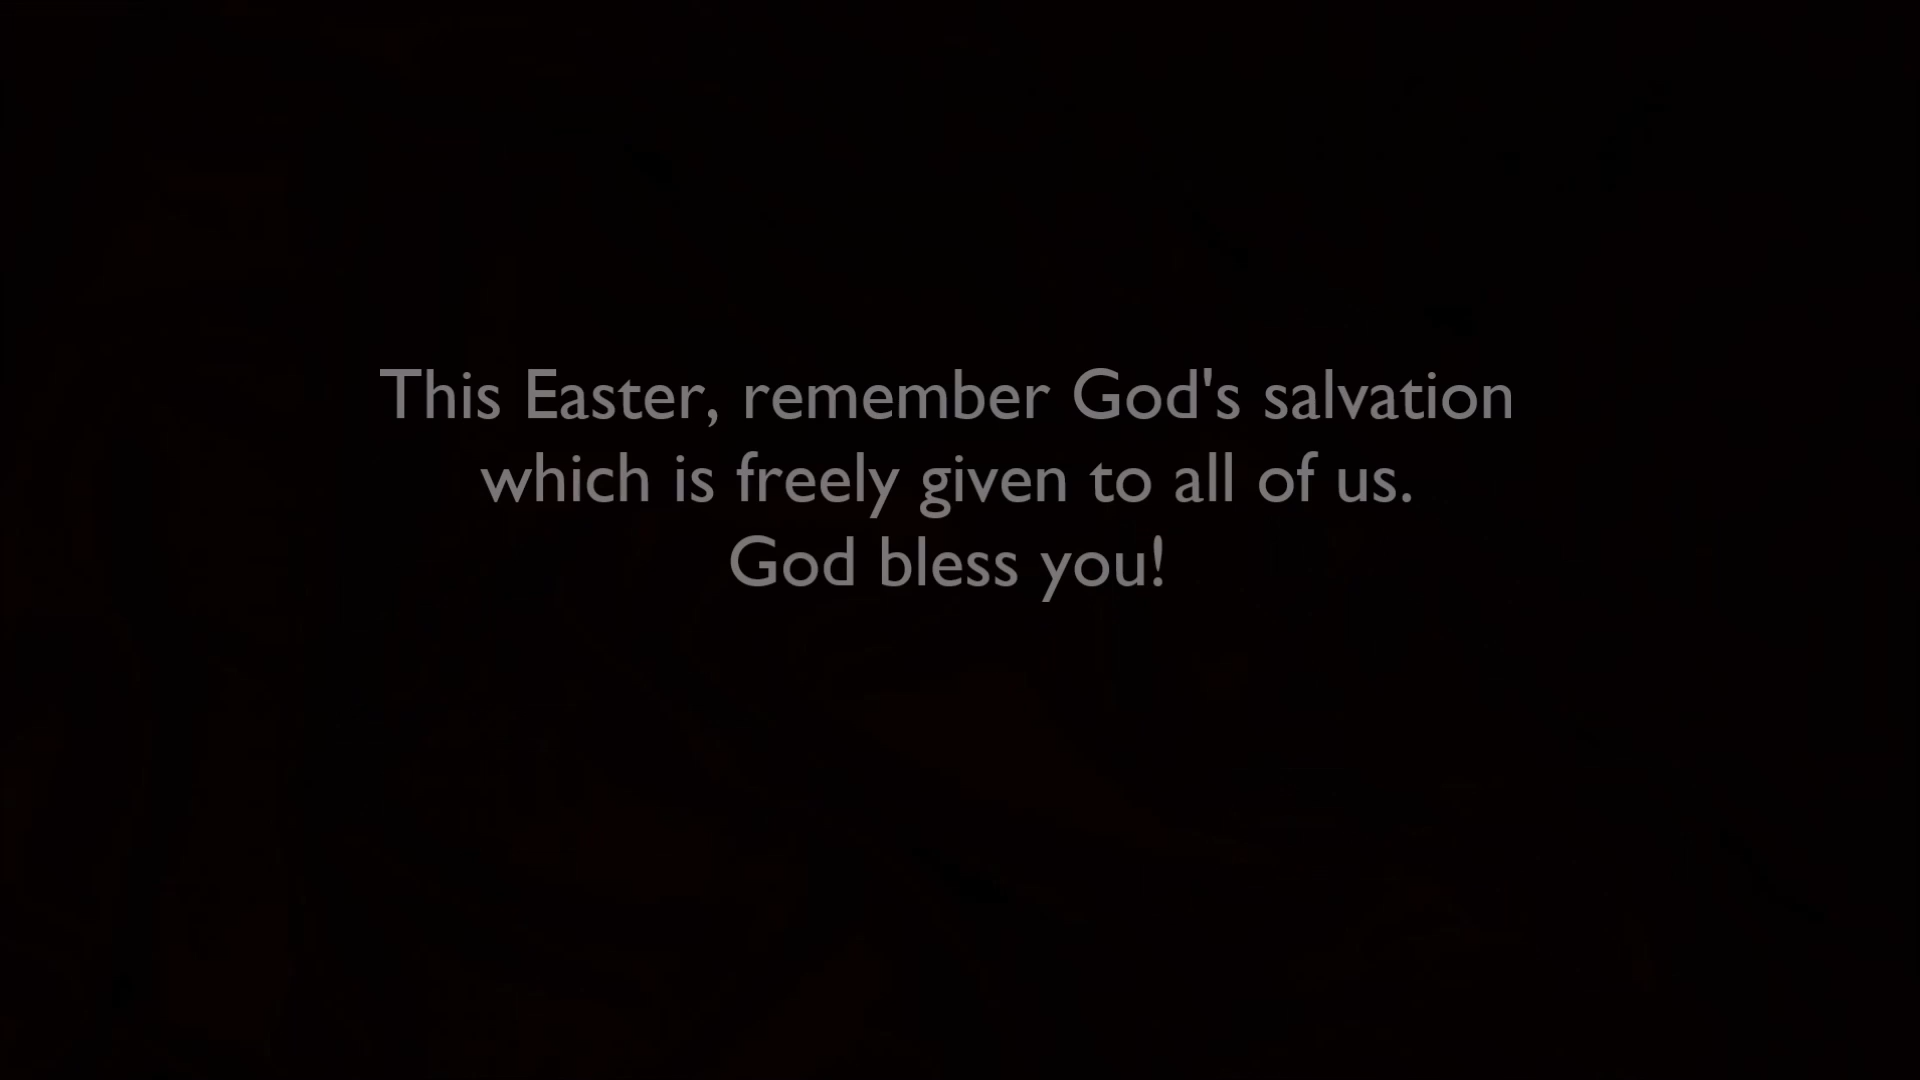 This Easter, remember God's salvation
which is freely given to all of us.
God bless you!